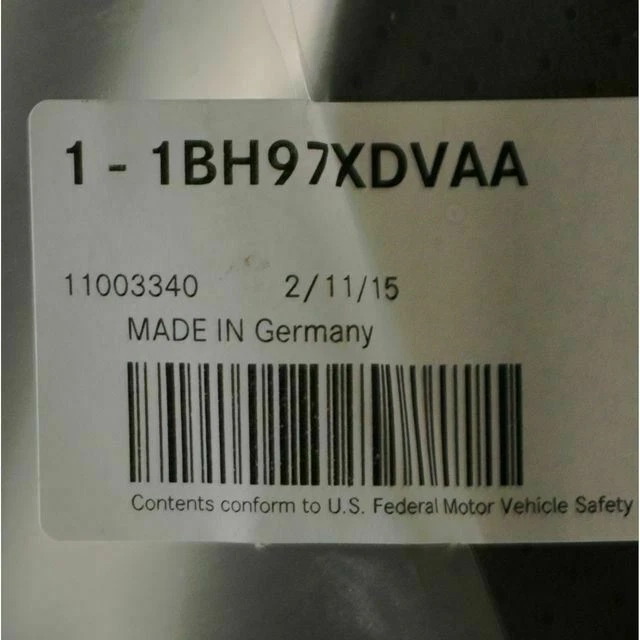 1 - 1BH97XDVAA
11003340 2/11/15
MADE IN Germany
Contents conform to U.S. Federal Motor Vehicle Safety